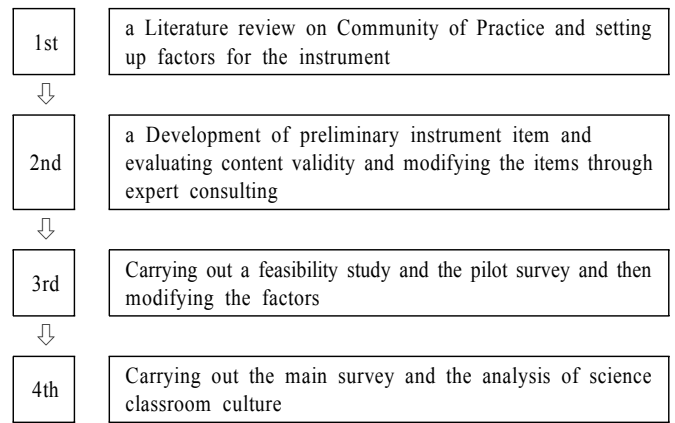 1st
a Literature review on Community of Practice and setting
up factors for the instrument
2nd
a Development of preliminary instrument item and
evaluating content validity and modifying the items through
expert consulting
3rd
Carrying out a feasibility study and the pilot survey and then
modifying the factors
4th
Carrying out the main survey and the analysis of science
classroom culture